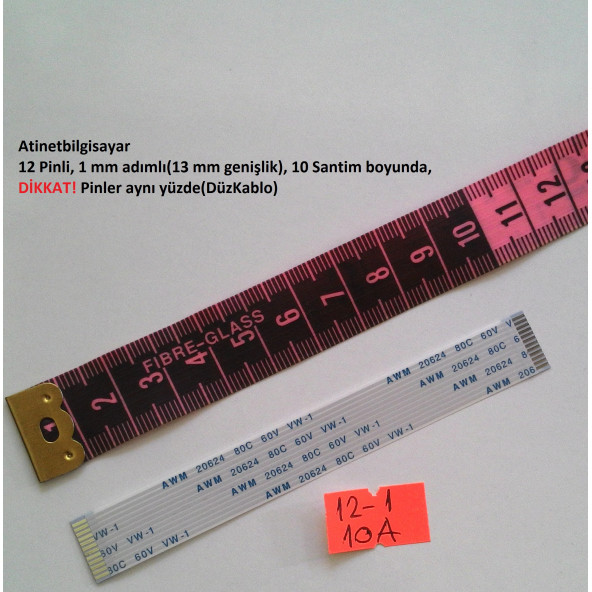 Atinetbilgisayar
12 Pinli, 1 mm adımlı(13 mm genişlik), 10 Santim boyunda,
DİKKAT! Pinler aynı yüzde(DüzKablo)
1 2 3 4 5 6 7 8 9 10 11 12
FIBRE-GLASS
AWM 20624 80C 60V V
AWM 20624 80C 6
AWM 20624 80C
AWM 206
AWM 20624 80C 60V VW-1
AWM 20624 80C 60V VW-1
AWM 20624 80C 60V VW-1
AWM 20624 80C 60V VW-1
VW-1
60V VW-1
80C 60V VW-1
12-1
10A